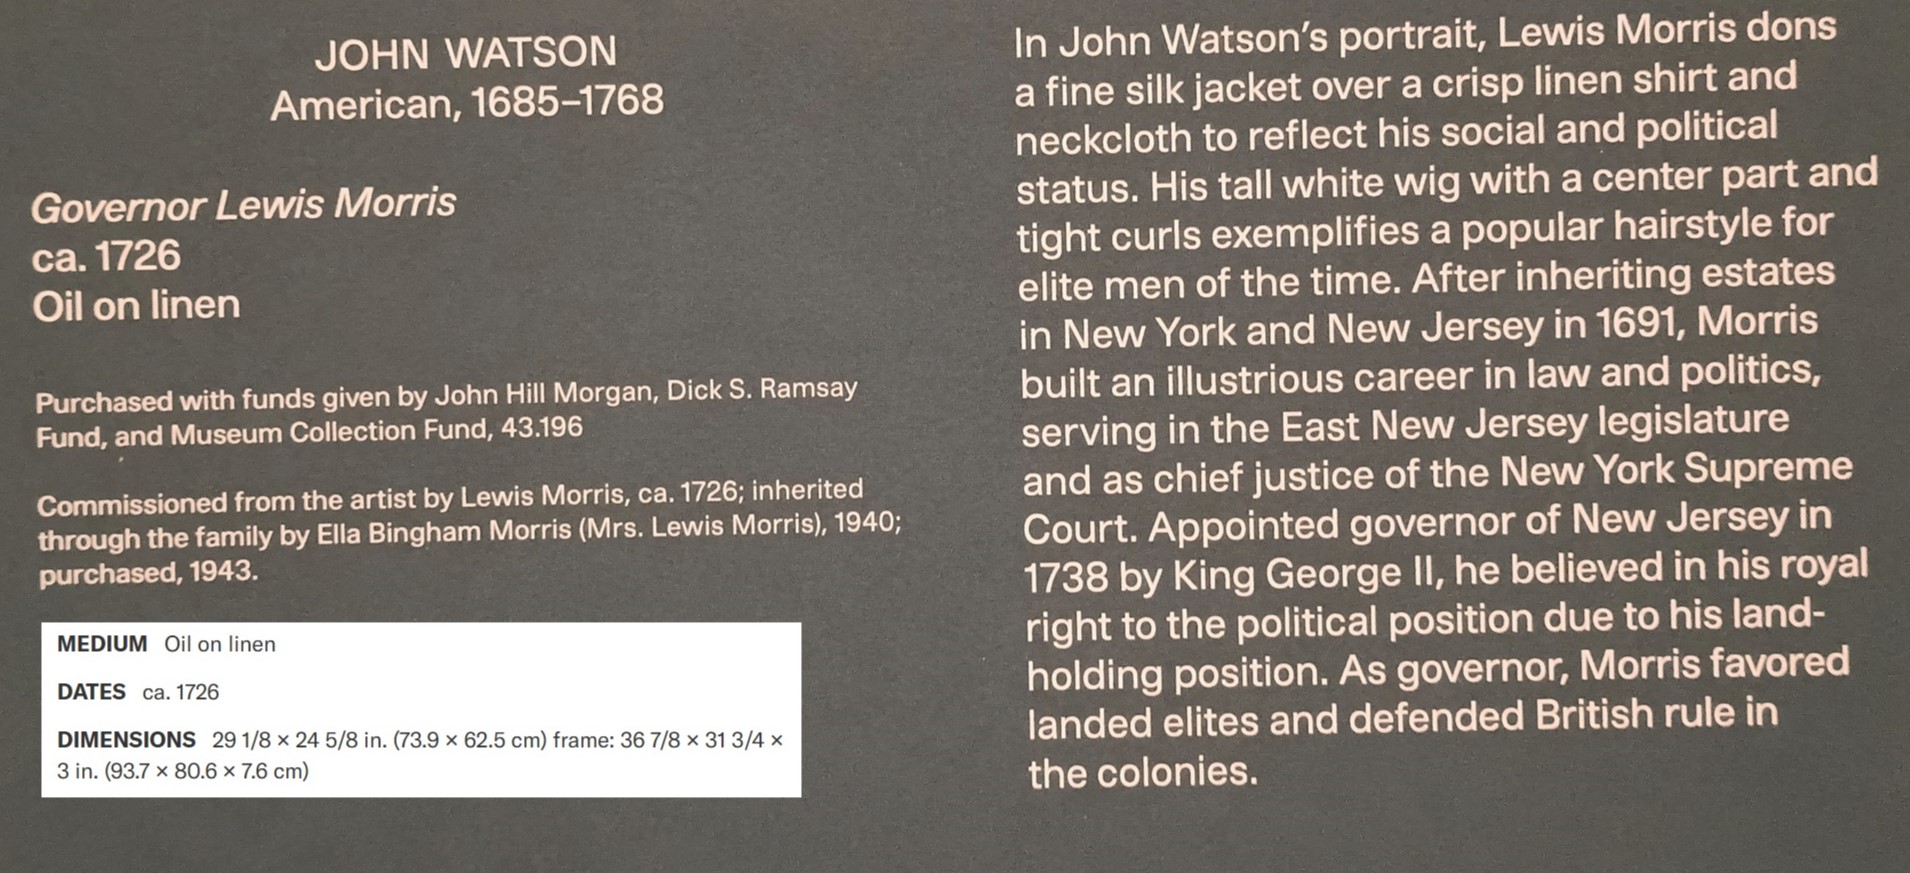 JOHN WATSON
American, 1685–1768
Governor Lewis Morris
ca. 1726
Oil on linen
Purchased with funds given by John Hill Morgan, Dick S. Ramsay
Fund, and Museum Collection Fund, 43.196
Commissioned from the artist by Lewis Morris, ca. 1726; inherited
through the family by Ella Bingham Morris (Mrs. Lewis Morris), 1940;
purchased, 1943.
MEDIUM Oil on linen
DATES ca. 1726
DIMENSIONS 29 1/8 × 24 5/8 in. (73.9 × 62.5 cm) frame: 36 7/8 × 31 3/4 ×
3 in. (93.7 × 80.6 × 7.6 cm)
In John Watson's portrait, Lewis Morris dons
a fine silk jacket over a crisp linen shirt and
neckcloth to reflect his social and political
status. His tall white wig with a center part and
tight curls exemplifies a popular hairstyle for
elite men of the time. After inheriting estates
in New York and New Jersey in 1691, Morris
built an illustrious career in law and politics,
serving in the East New Jersey legislature
and as chief justice of the New York Supreme
Court. Appointed governor of New Jersey in
1738 by King George II, he believed in his royal
right to the political position due to his land-
holding position. As governor, Morris favored
landed elites and defended British rule in
the colonies.